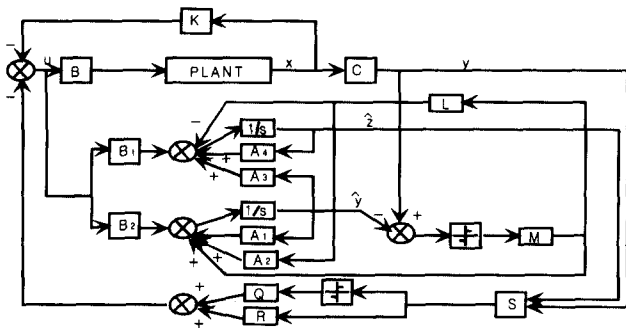 K
−
u B PLANT x C y
−
L
ẑ
− 1/s
B₁ + A₄
+ A₃
1/s ŷ
− +
B₂ A₁ M
+ + A₂
+ Q S
+ R